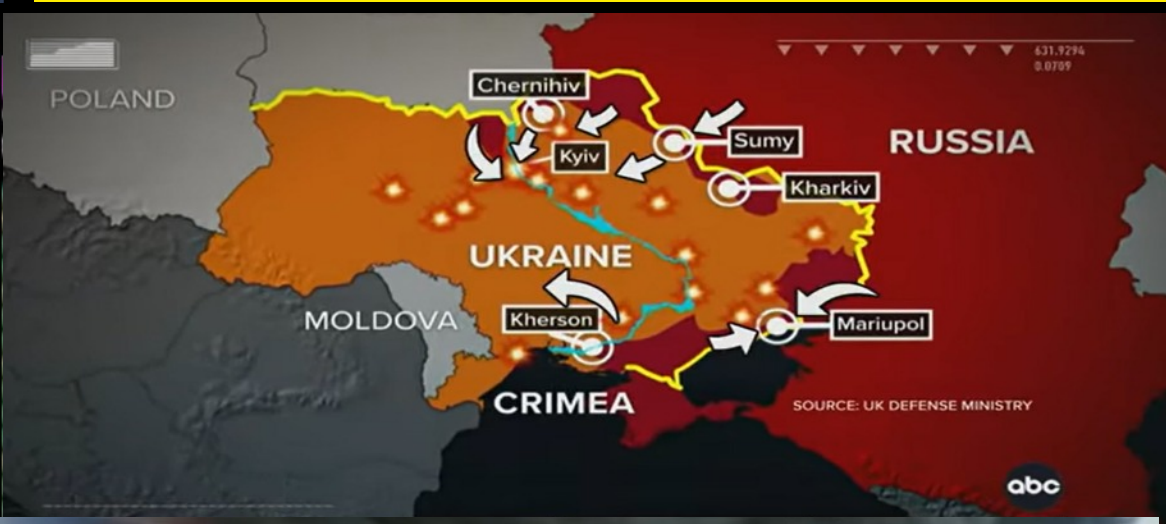 631.9294
0.0709
POLAND
Chernihiv
RUSSIA
Sumy
Kyiv
Kharkiv
UKRAINE
MOLDOVA
Kherson
Mariupol
CRIMEA
SOURCE: UK DEFENSE MINISTRY
abc